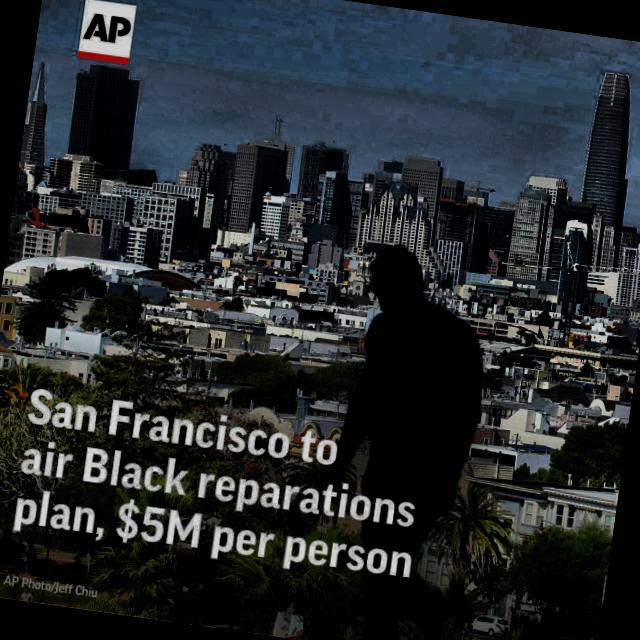 AP
San Francisco to
air Black reparations
plan, $5M per person
AP Photo/Jeff Chiu